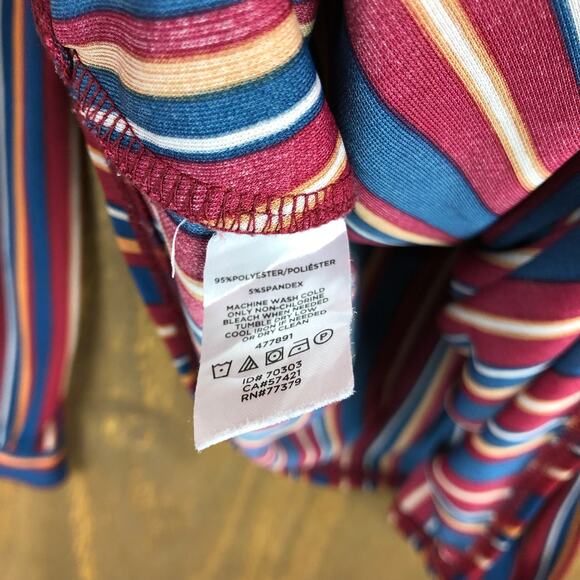 95%POLYESTER/POLIÉSTER
5%SPANDEX
MACHINE WASH COLD
ONLY NON-CHLORINE
BLEACH WHEN NEEDED
TUMBLE DRY LOW
COOL IRON IF NEEDED
OR DRY CLEAN
477891
P
ID# 70303
CA#57421
RN#77379